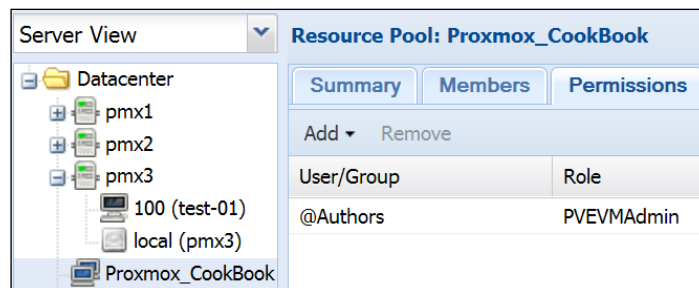 Server View
Datacenter
pmx1
pmx2
pmx3
100 (test-01)
local (pmx3)
Proxmox_CookBook
Resource Pool: Proxmox_CookBook
Summary Members Permissions
Add Remove
User/Group Role
@Authors PVEVMAdmin